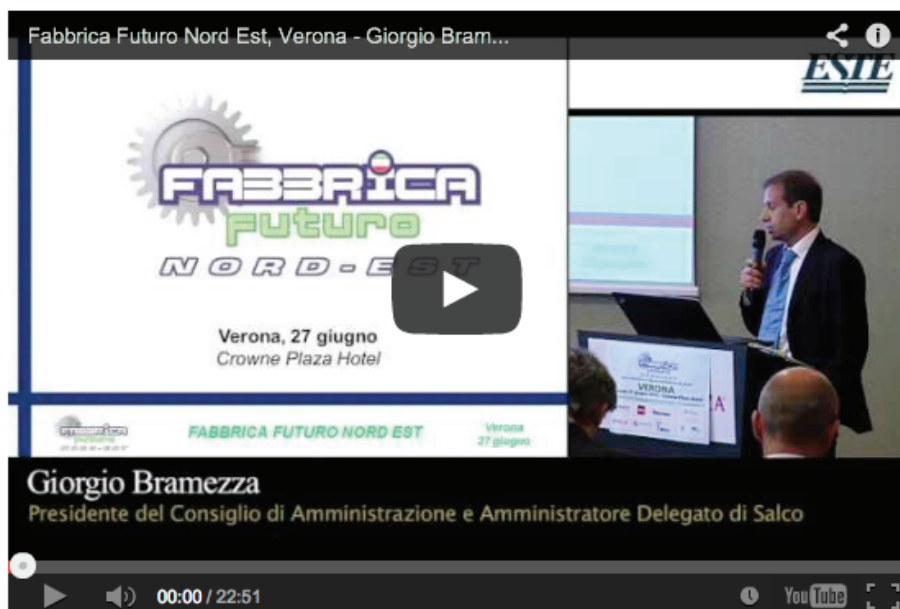 Fabbrica Futuro Nord Est, Verona - Giorgio Bram...
ESTE
FABBRICA
Futuro
NORD-EST
Verona, 27 giugno
Crowne Plaza Hotel
VERONA
FABBRICA
Futuro
FABBRICA FUTURO NORD EST
Verona
27 giugno
Giorgio Bramezza
Presidente del Consiglio di Amministrazione e Amministratore Delegato di Salco
00:00 / 22:51
YouTube